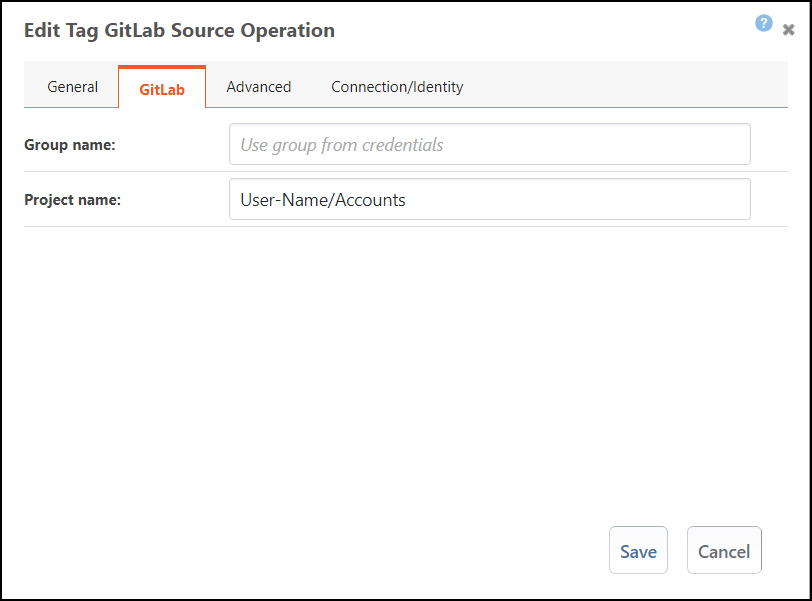 Edit Tag GitLab Source Operation
?
General GitLab Advanced Connection/Identity
Group name: Use group from credentials
Project name: User-Name/Accounts
Save Cancel